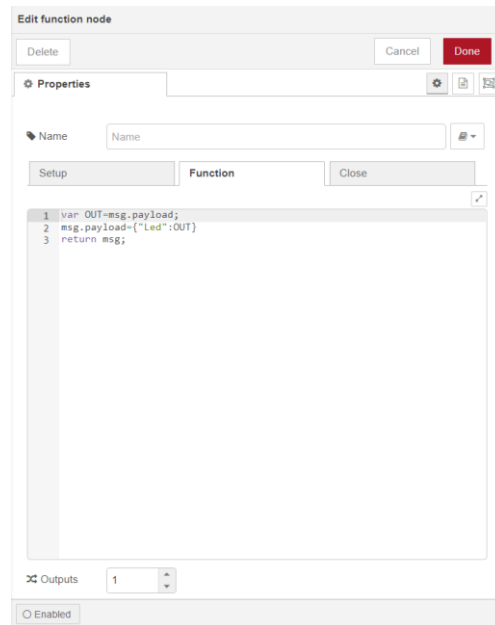 Edit function node
Delete
Cancel
Done
Properties
Name
Name
Setup
Function
Close
1 var OUT=msg.payload;
2 msg.payload={"Led":OUT}
3 return msg;
Outputs
1
Enabled